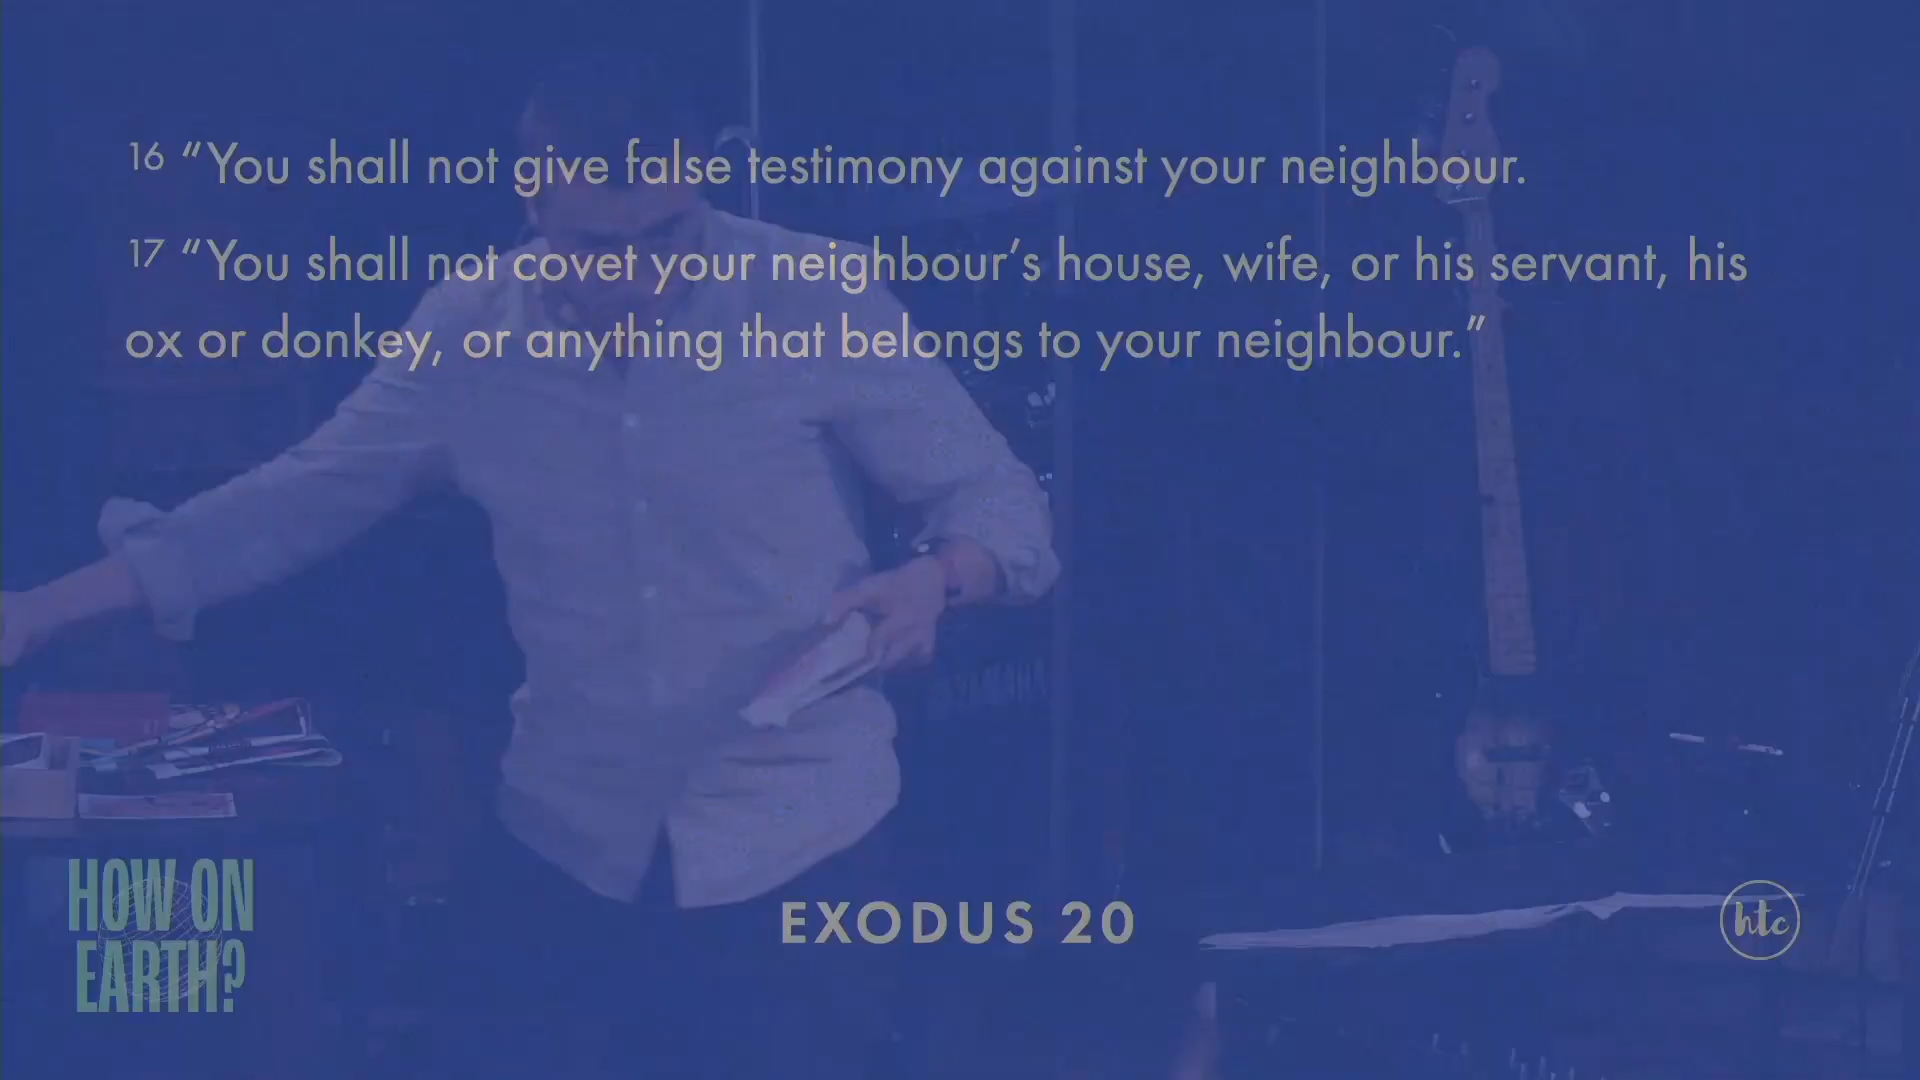 16 “You shall not give false testimony against your neighbour.
17 “You shall not covet your neighbour’s house, wife, or his servant, his
ox or donkey, or anything that belongs to your neighbour.”
HOW ON
EARTH?
EXODUS 20
htc